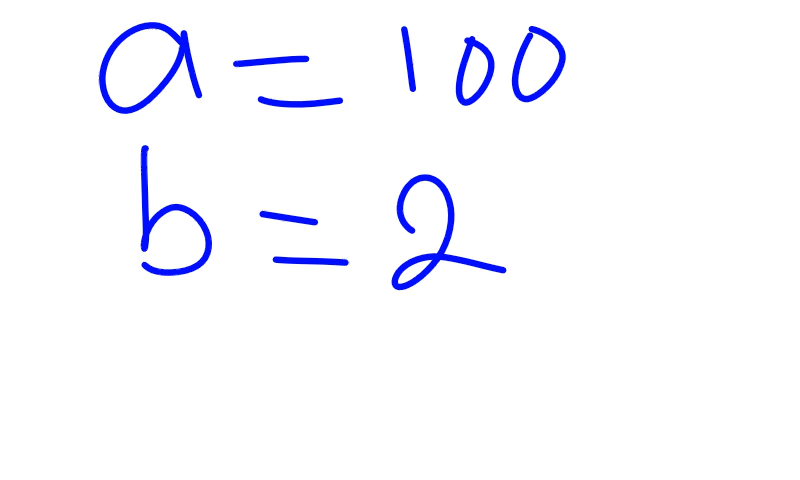 a = 100
b = 2